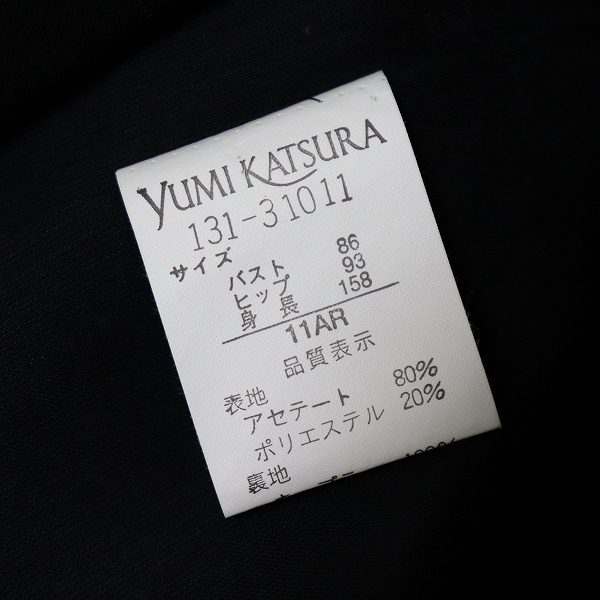 YUMI KATSURA
131-31011
サイズ
バスト 86
ヒップ 93
身長 158
11AR
品質表示
表地
アセテート 80%
ポリエステル 20%
裏地